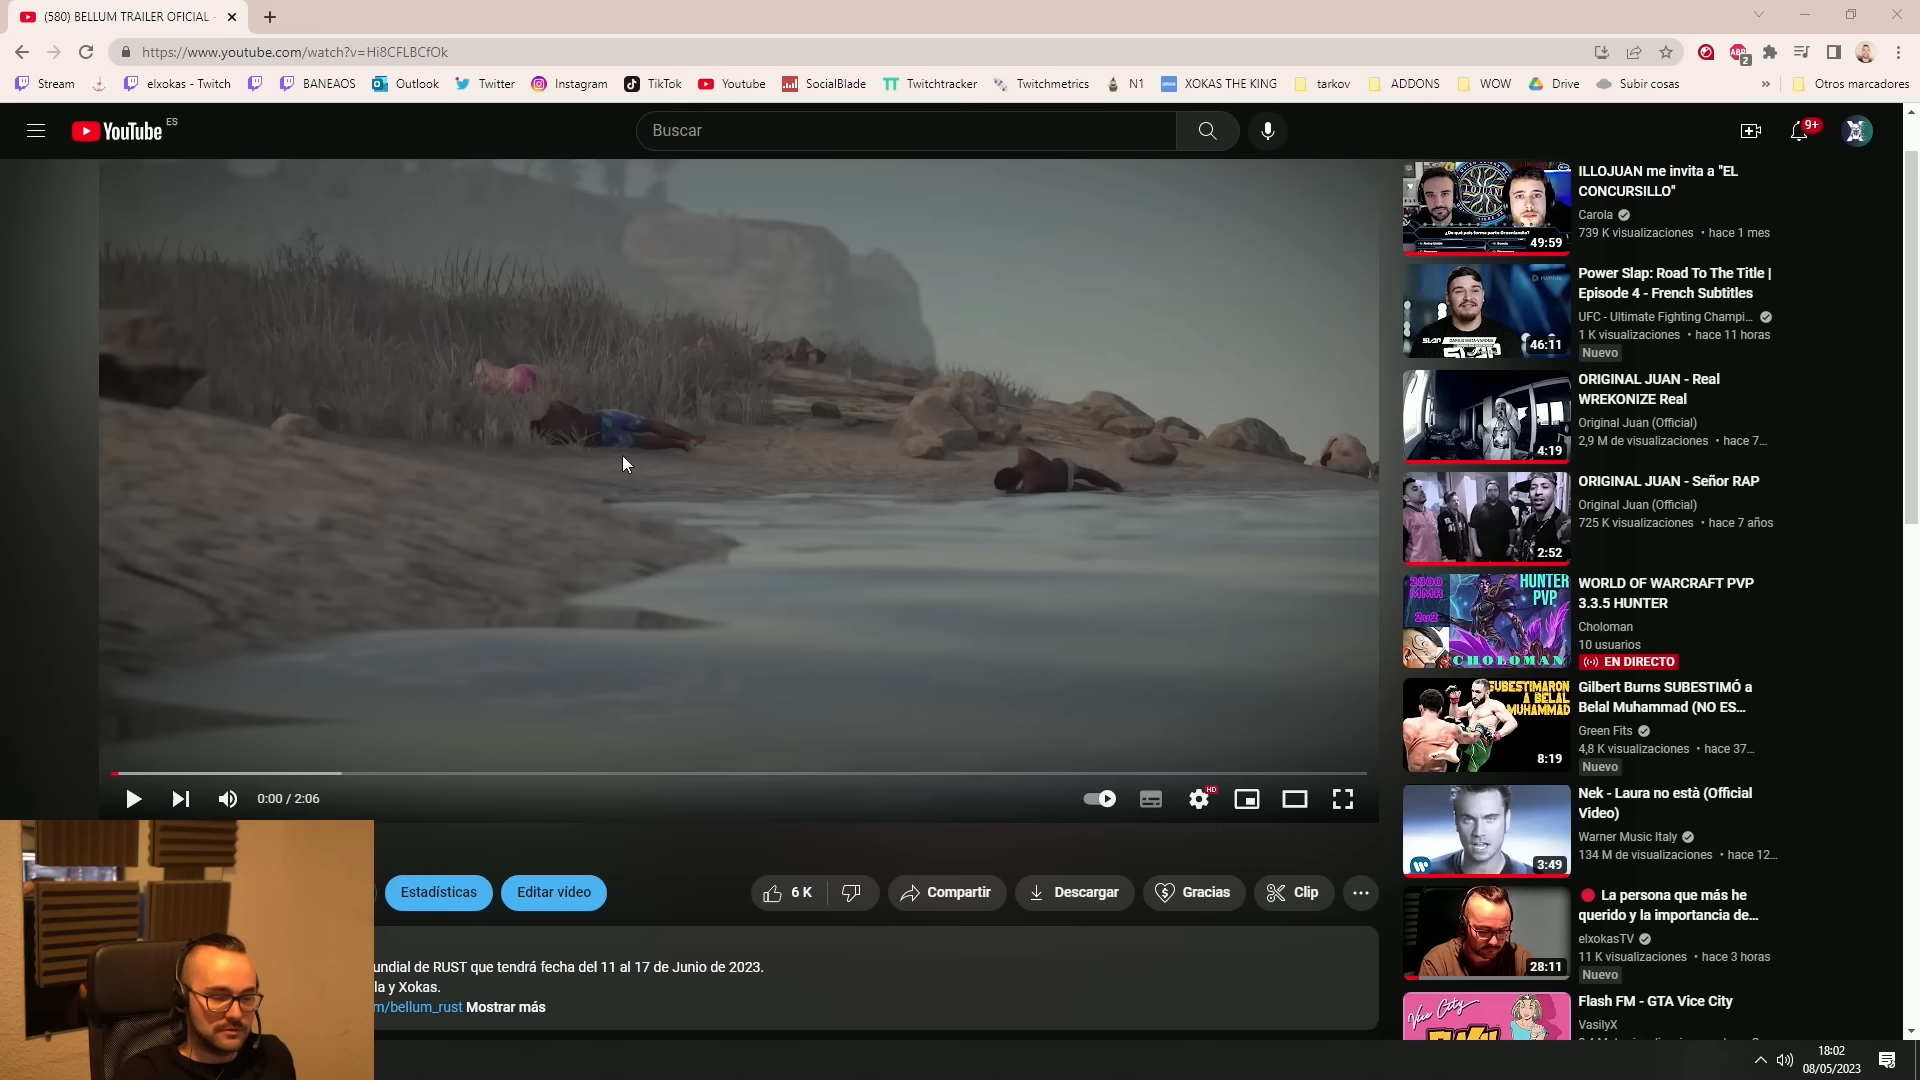 (580) BELLUM TRAILER OFICIAL -
https://www.youtube.com/watch?v=Hi8CFLBCfOk
ABP
2
Stream
elxokas - Twitch
BANEAOS
Outlook
Twitter
Instagram
TikTok
Youtube
SocialBlade
Twitchtracker
Twitchmetrics
N1
XOKAS THE KING
tarkov
ADDONS
WOW
Drive
Subir cosas
»
Otros marcadores
YouTube ES
Buscar
9+
49:59
ILLOJUAN me invita a "EL
CONCURSILLO"
Carola
739 K visualizaciones • hace 1 mes
46:11
Power Slap: Road To The Title |
Episode 4 - French Subtitles
UFC - Ultimate Fighting Champi...
1 K visualizaciones • hace 11 horas
Nuevo
4:19
ORIGINAL JUAN - Real
WREKONIZE Real
Original Juan (Official)
2,9 M de visualizaciones • hace 7...
2:52
ORIGINAL JUAN - Señor RAP
Original Juan (Official)
725 K visualizaciones • hace 7 años
2800
MMR
2v2
HUNTER
PVP
CHOLOMAN
WORLD OF WARCRAFT PVP
3.3.5 HUNTER
Choloman
10 usuarios
EN DIRECTO
SUBESTIMARON
A BELAL
MUHAMMAD
8:19
Gilbert Burns SUBESTIMÓ a
Belal Muhammad (NO ES...
Green Fits
4,8 K visualizaciones • hace 37...
Nuevo
3:49
Nek - Laura no està (Official
Video)
Warner Music Italy
134 M de visualizaciones • hace 12...
28:11
La persona que más he
querido y la importancia de...
elxokasTV
11 K visualizaciones • hace 3 horas
Nuevo
Vice City
Flash FM - GTA Vice City
VasilyX
0:00 / 2:06
HD
Estadísticas
Editar vídeo
6 K
Compartir
Descargar
Gracias
Clip
undial de RUST que tendrá fecha del 11 al 17 de Junio de 2023.
la y Xokas.
m/bellum_rust Mostrar más
18:02
08/05/2023